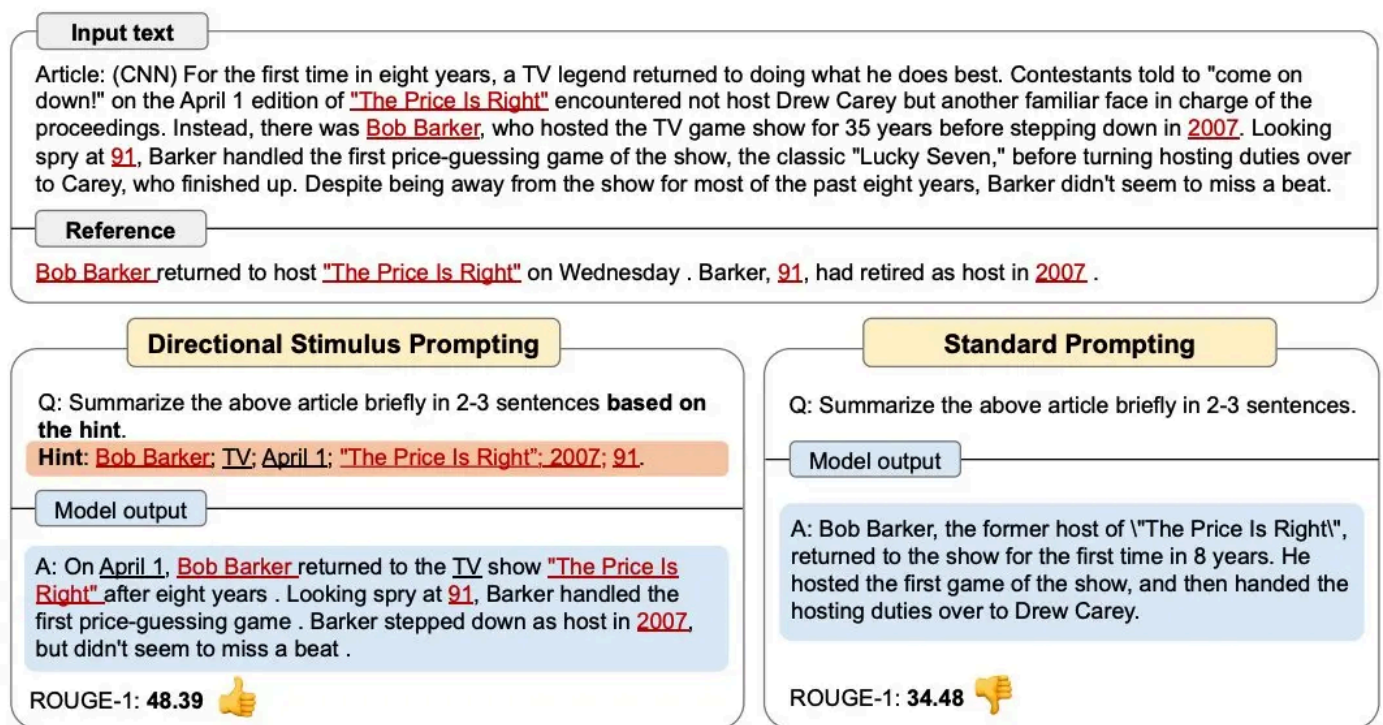 Input text
Article: (CNN) For the first time in eight years, a TV legend returned to doing what he does best. Contestants told to "come on
down!" on the April 1 edition of "The Price Is Right" encountered not host Drew Carey but another familiar face in charge of the
proceedings. Instead, there was Bob Barker, who hosted the TV game show for 35 years before stepping down in 2007. Looking
spry at 91, Barker handled the first price-guessing game of the show, the classic "Lucky Seven," before turning hosting duties over
to Carey, who finished up. Despite being away from the show for most of the past eight years, Barker didn't seem to miss a beat.
Reference
Bob Barker returned to host "The Price Is Right" on Wednesday . Barker, 91, had retired as host in 2007 .
Directional Stimulus Prompting
Q: Summarize the above article briefly in 2-3 sentences based on
the hint.
Hint: Bob Barker; TV; April 1; "The Price Is Right"; 2007; 91.
Model output
A: On April 1, Bob Barker returned to the TV show "The Price Is
Right" after eight years . Looking spry at 91, Barker handled the
first price-guessing game . Barker stepped down as host in 2007,
but didn't seem to miss a beat .
ROUGE-1: 48.39
Standard Prompting
Q: Summarize the above article briefly in 2-3 sentences.
Model output
A: Bob Barker, the former host of \"The Price Is Right\",
returned to the show for the first time in 8 years. He
hosted the first game of the show, and then handed the
hosting duties over to Drew Carey.
ROUGE-1: 34.48